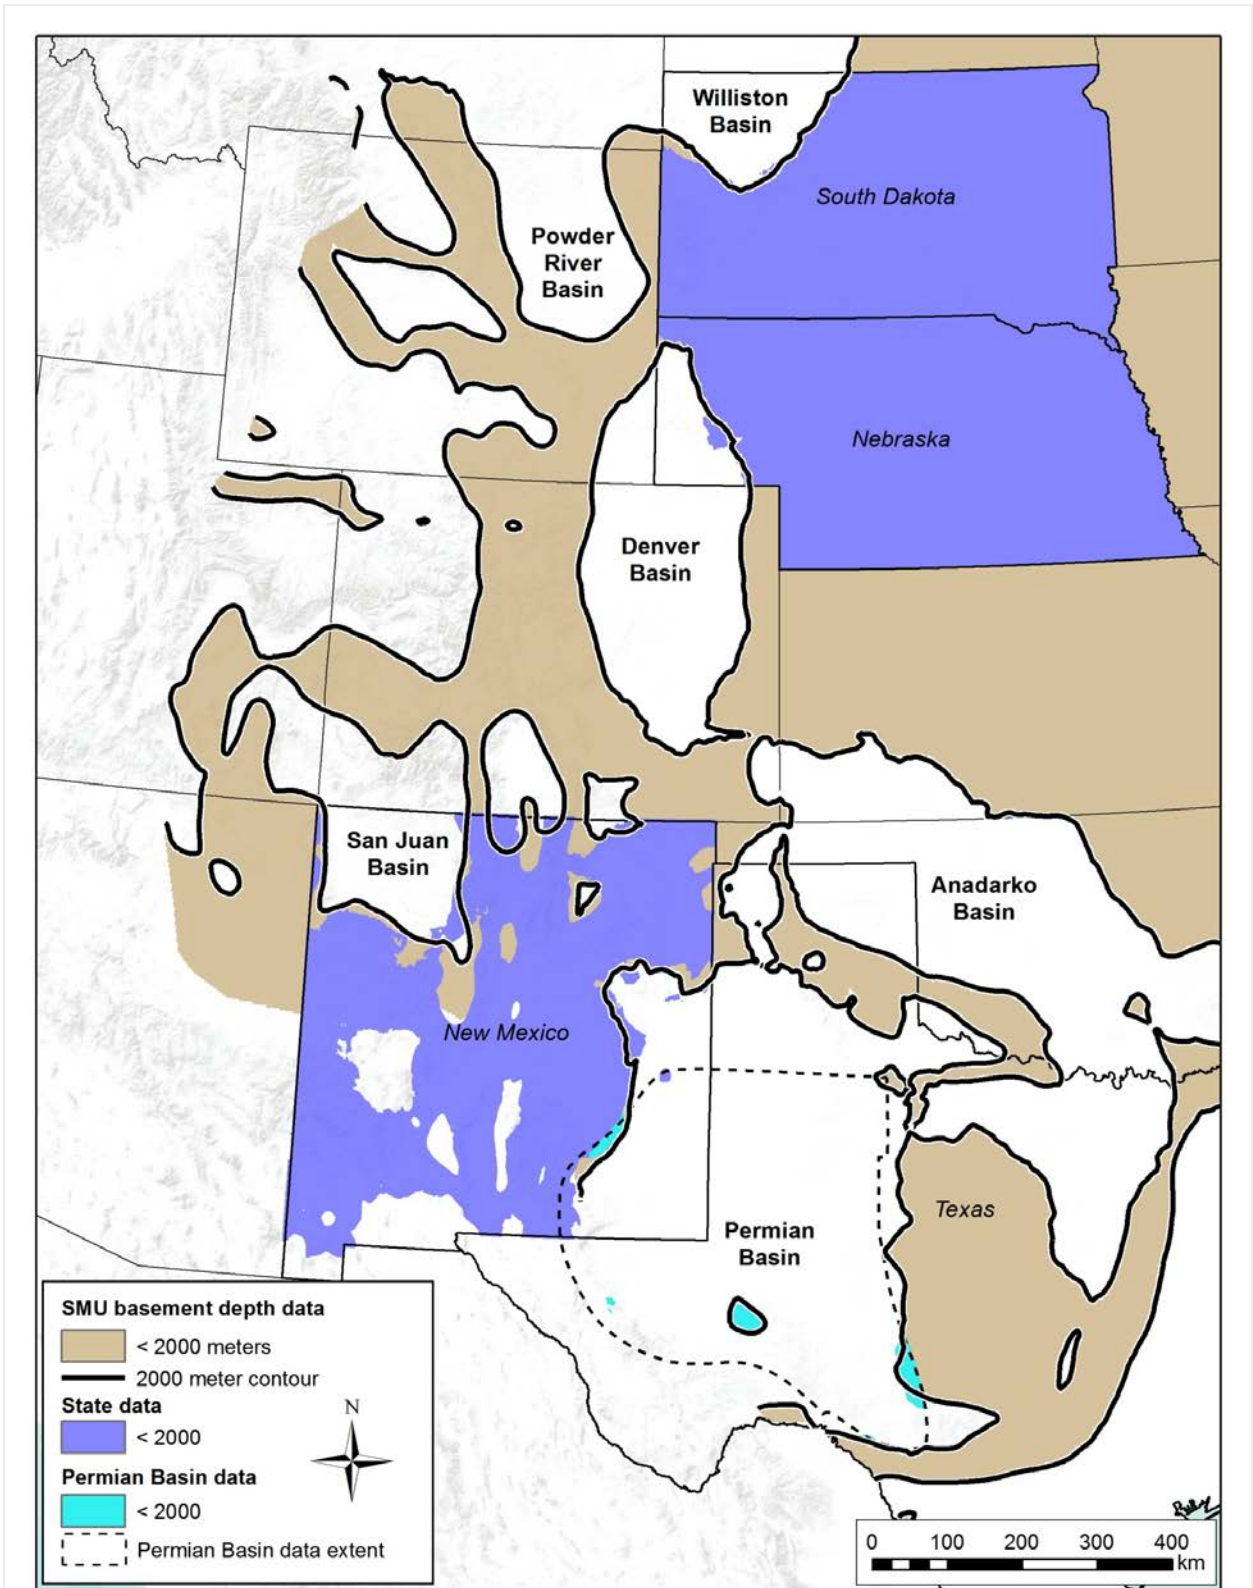 Williston
Basin
South Dakota
Powder
River
Basin
Nebraska
Denver
Basin
San Juan
Basin
Anadarko
Basin
New Mexico
Texas
Permian
Basin
SMU basement depth data
< 2000 meters
2000 meter contour
State data
< 2000
N
Permian Basin data
< 2000
Permian Basin data extent
0 100 200 300 400
km